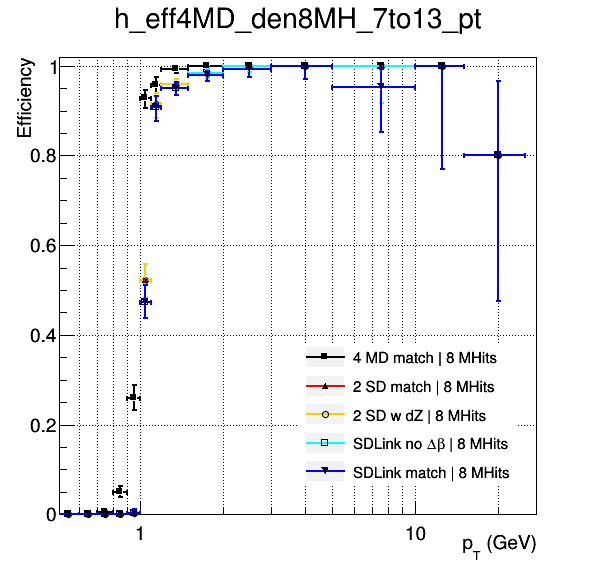 h_eff4MD_den8MH_7to13_pt
Efficiency
1
0.8
0.6
0.4
0.2
0
4 MD match | 8 MHits
2 SD match | 8 MHits
2 SD w dZ | 8 MHits
SDLink no Δβ | 8 MHits
SDLink match | 8 MHits
1
10
p_T (GeV)